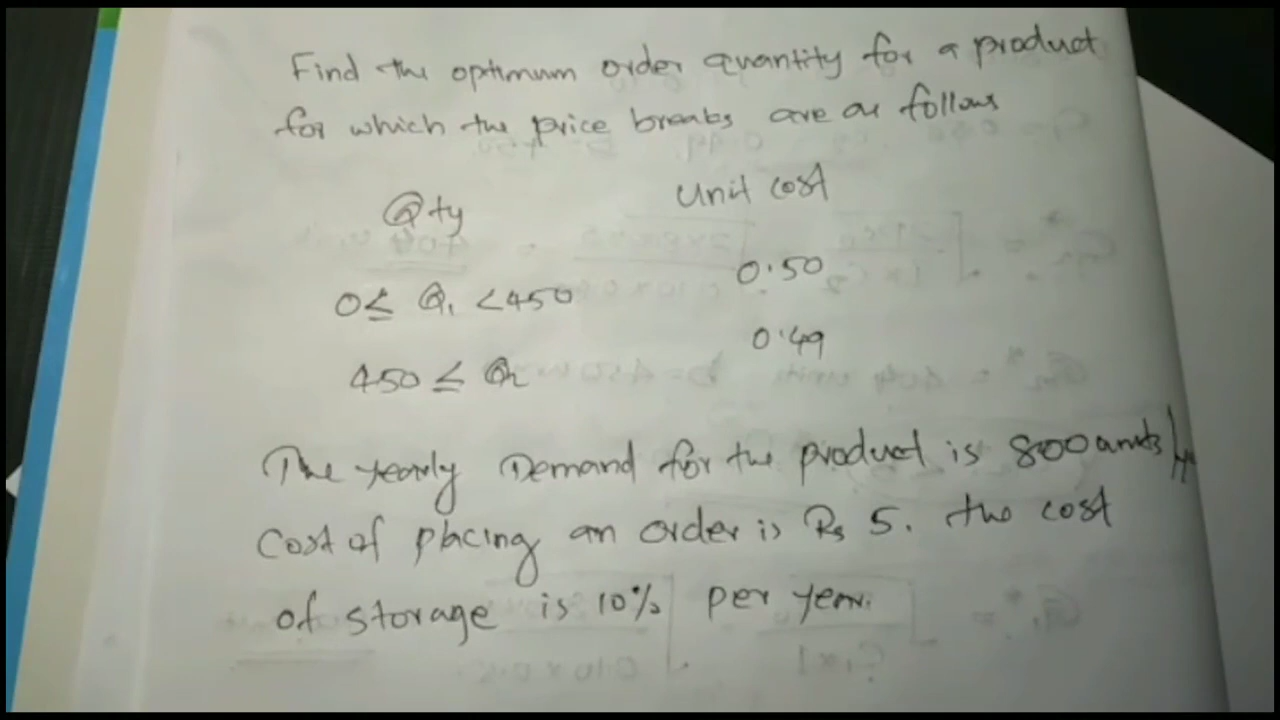 Find the optimum order quantity for a product
for which the price breaks are as follows
Qty Unit cost
0≤ Q₁ <450 0.50
450 ≤ Q₂ 0.49
The yearly Demand for the product is 800 units/yr
Cost of placing an order is Rs 5. the cost
of storage is 10% per year.